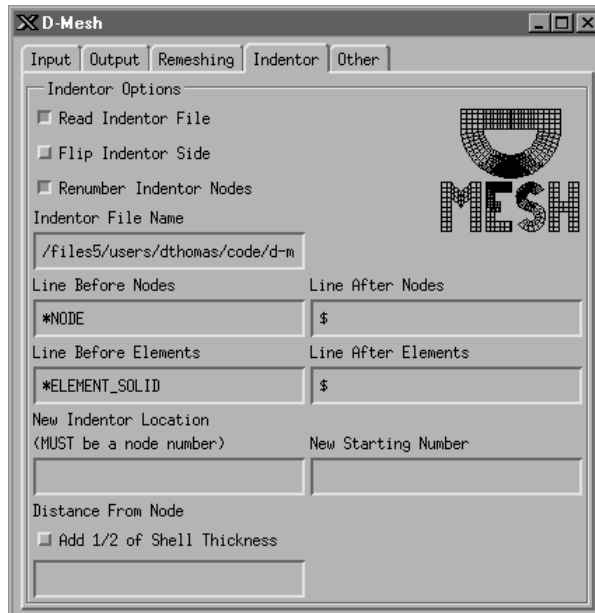 D-Mesh
Input Output Remeshing Indentor Other
Indentor Options
Read Indentor File
Flip Indentor Side
Renumber Indentor Nodes
MESH
Indentor File Name
/files5/users/dthomas/code/d-m
Line Before Nodes Line After Nodes
*NODE $
Line Before Elements Line After Elements
*ELEMENT_SOLID $
New Indentor Location
(MUST be a node number) New Starting Number
Distance From Node
Add 1/2 of Shell Thickness